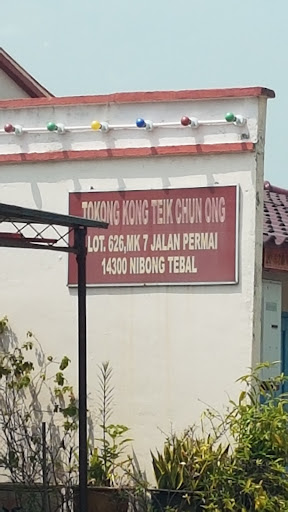 TOKONG KONG TEIK CHUN ONG
LOT. 626,MK 7 JALAN PERMAI
14300 NIBONG TEBAL